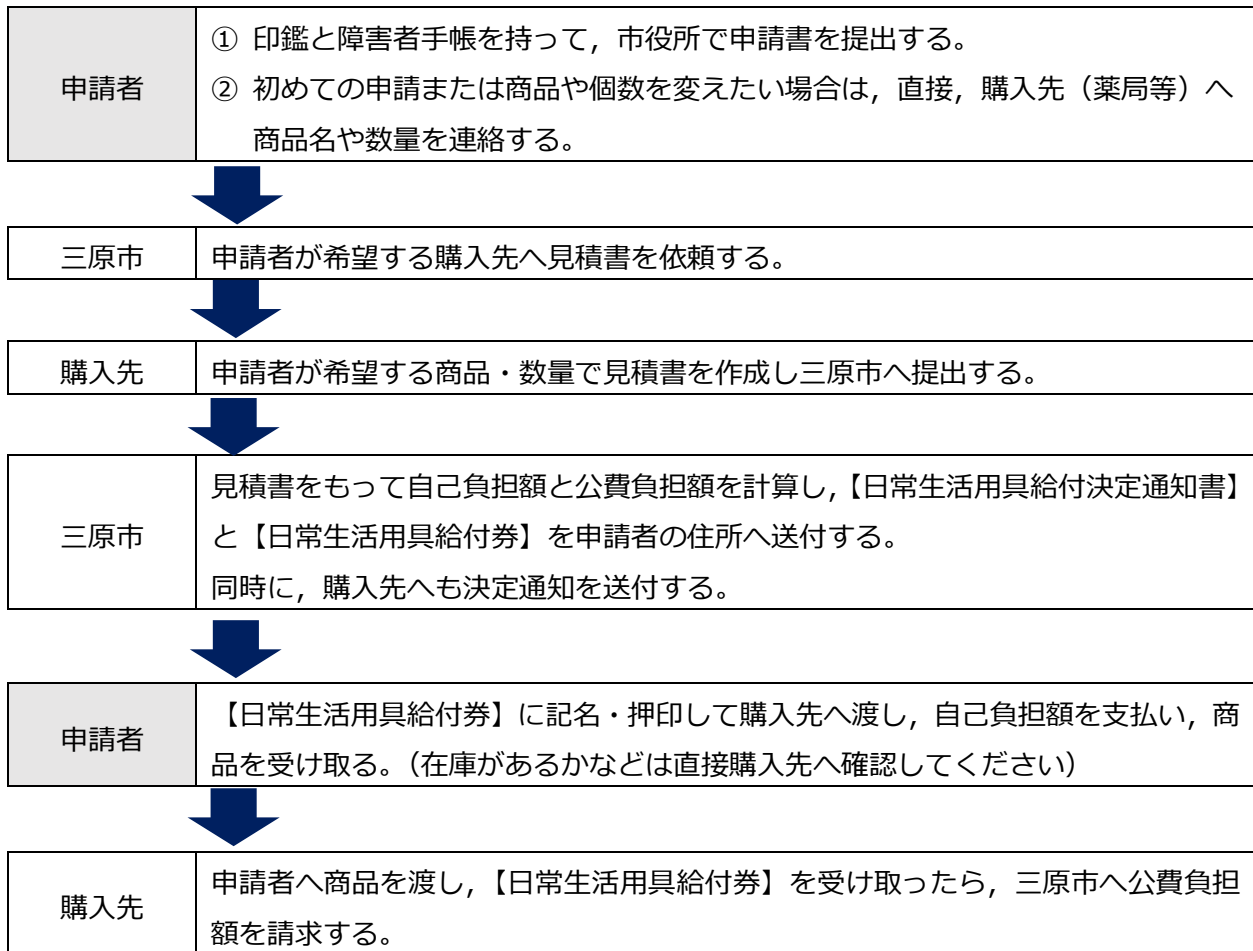 申請者
① 印鑑と障害者手帳を持って，市役所で申請書を提出する。
② 初めての申請または商品や個数を変えたい場合は，直接，購入先（薬局等）へ
商品名や数量を連絡する。
三原市
申請者が希望する購入先へ見積書を依頼する。
購入先
申請者が希望する商品・数量で見積書を作成し三原市へ提出する。
三原市
見積書をもって自己負担額と公費負担額を計算し，【日常生活用具給付決定通知書】
と【日常生活用具給付券】を申請者の住所へ送付する。
同時に，購入先へも決定通知を送付する。
申請者
【日常生活用具給付券】に記名・押印して購入先へ渡し，自己負担額を支払い，商
品を受け取る。（在庫があるかなどは直接購入先へ確認してください）
購入先
申請者へ商品を渡し，【日常生活用具給付券】を受け取ったら，三原市へ公費負担
額を請求する。